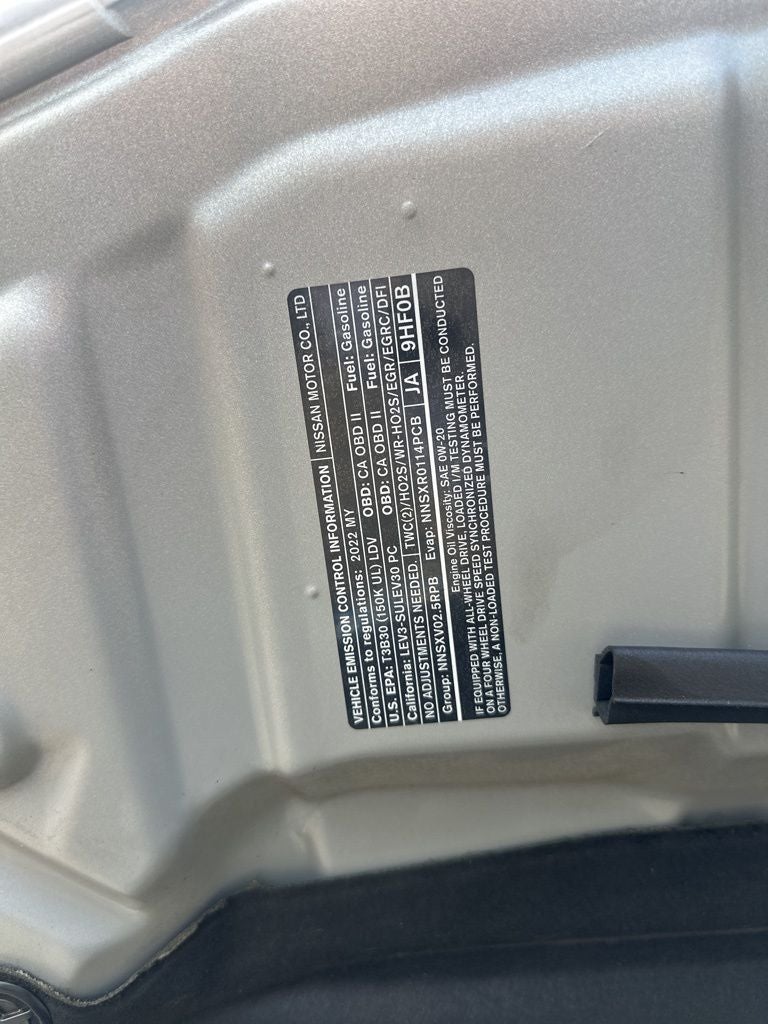 VEHICLE EMISSION CONTROL INFORMATION NISSAN MOTOR CO., LTD
Conforms to regulations: 2022 MY Fuel: Gasoline
U.S. EPA: T3B30 (150K UL) LDV OBD: CA OBD II Fuel: Gasoline
California: LEV3-SULEV30 PC OBD: CA OBD II
NO ADJUSTMENTS NEEDED. TWC(2)/HO2S/WR-HO2S/EGR/EGRC/DFI
Group: NNSXV02.5RPB Evap: NNSXR0114PCB JA 9HF0B
Engine Oil Viscosity: SAE 0W-20
IF EQUIPPED WITH ALL-WHEEL DRIVE, LOADED I/M TESTING MUST BE CONDUCTED
ON A FOUR WHEEL DRIVE SPEED SYNCHRONIZED DYNAMOMETER.
OTHERWISE, A NON-LOADED TEST PROCEDURE MUST BE PERFORMED.